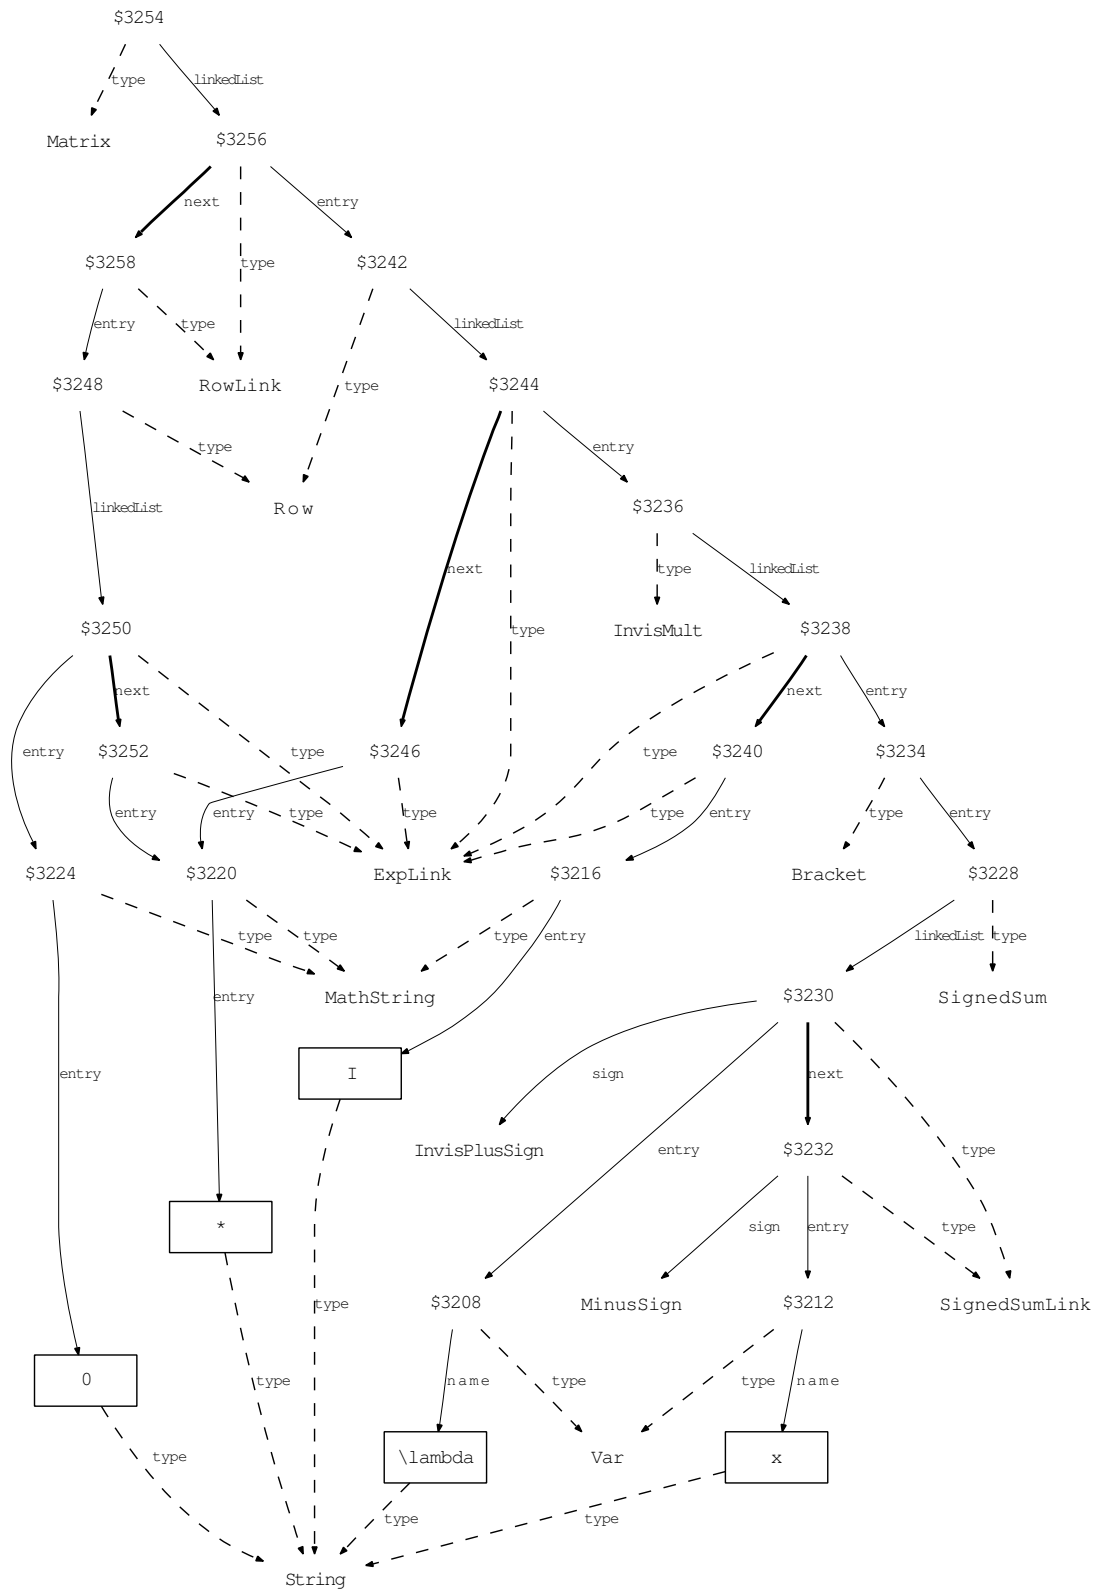 $3254
type linkedList
Matrix $3256
next entry
$3258 type $3242
entry type linkedList
$3248 RowLink type $3244
type entry
linkedList Row $3236
next type linkedList
$3250 type InvisMult $3238
next next entry
entry $3252 type $3246 type $3240 $3234
entry entry type type type entry type entry
$3224 $3220 ExpLink $3216 Bracket $3228
type type type entry linkedList type
entry MathString $3230 SignedSum
entry I sign next
InvisPlusSign entry $3232 type
* sign entry type
type $3208 MinusSign $3212 SignedSumLink
0 type name type type name
type \lambda Var x
type type
String